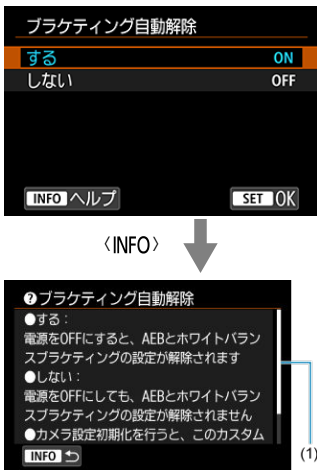 ブラケティング自動解除
する ON
しない OFF
INFO ヘルプ SET OK
〈INFO〉
?ブラケティング自動解除
●する:
電源をOFFにすると、AEBとホワイトバラン
スブラケティングの設定が解除されます
●しない:
電源をOFFにしても、AEBとホワイトバラン
スブラケティングの設定が解除されません
●カメラ設定初期化を行うと、このカスタム
INFO
(1)